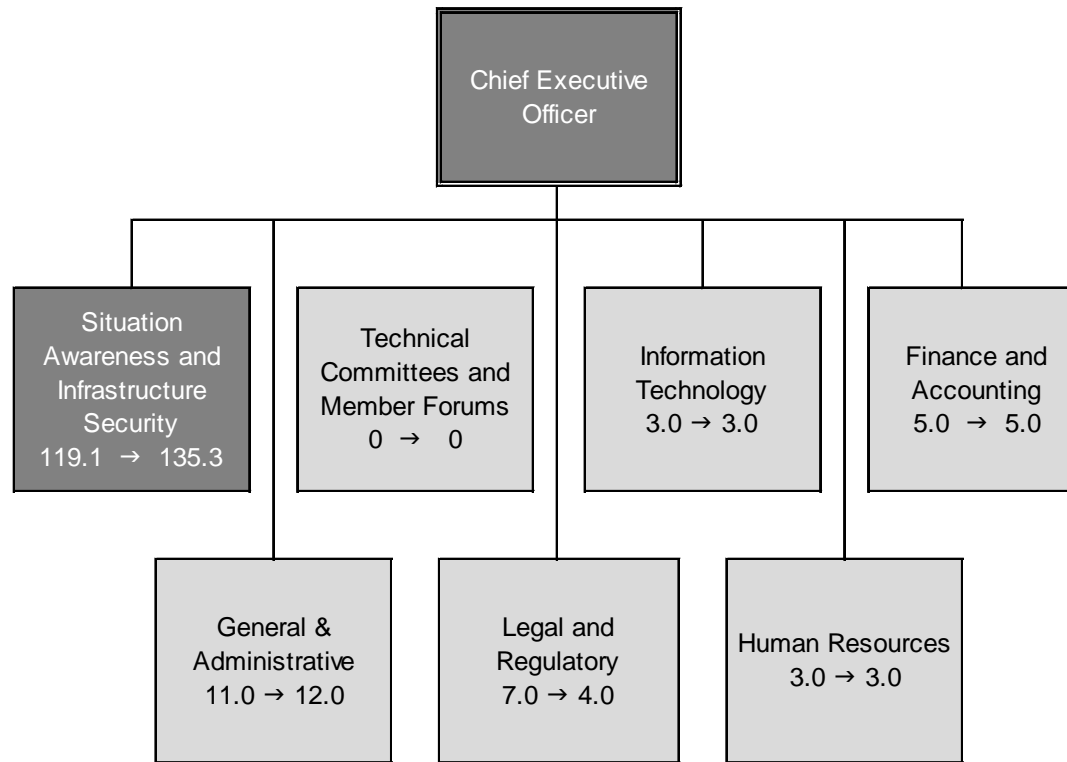 Chief Executive
Officer
Situation
Awareness and
Infrastructure
Security
119.1 → 135.3
Technical
Committees and
Member Forums
0 → 0
Information
Technology
3.0 → 3.0
Finance and
Accounting
5.0 → 5.0
General &
Administrative
11.0 → 12.0
Legal and
Regulatory
7.0 → 4.0
Human Resources
3.0 → 3.0